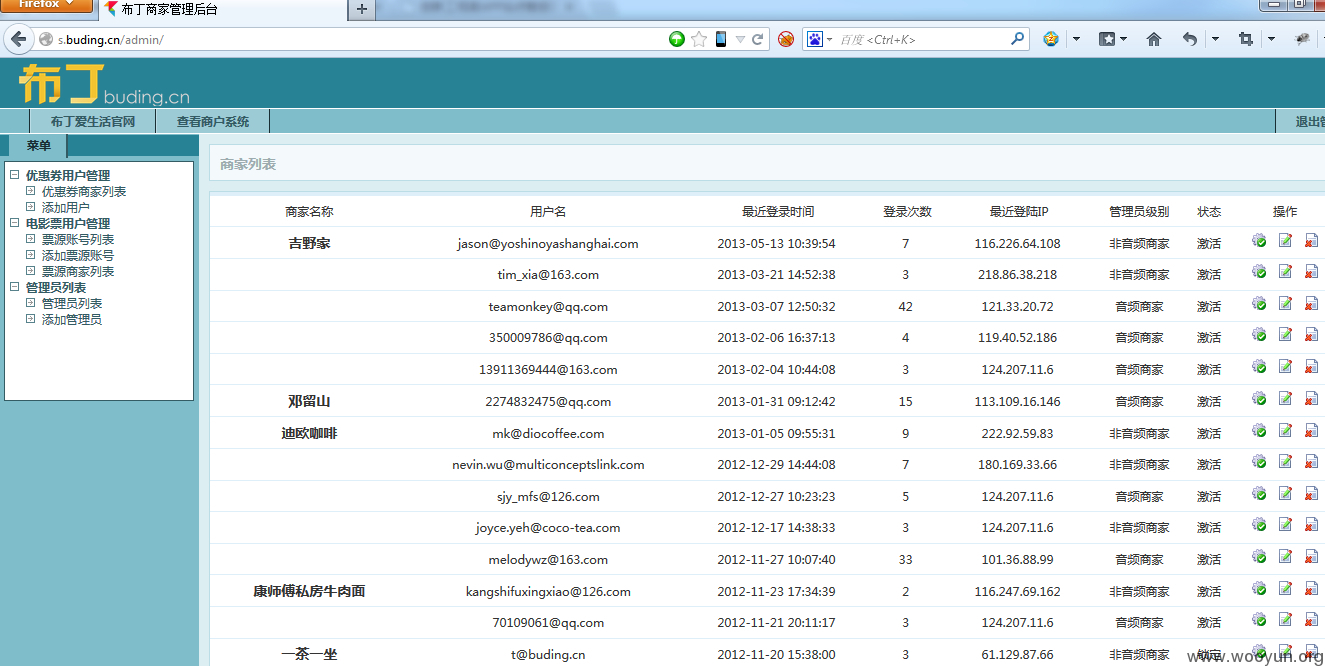 Firefox
布丁商家管理后台
s.buding.cn/admin/
百度 <Ctrl+K>
布丁buding.cn
布丁爱生活官网 查看商户系统 退出管
菜单
优惠券用户管理
优惠券商家列表
添加用户
电影票用户管理
票源账号列表
添加票源账号
票源商家列表
管理员列表
管理员列表
添加管理员
商家列表
商家名称 用户名 最近登录时间 登录次数 最近登陆IP 管理员级别 状态 操作
吉野家 jason@yoshinoyashanghai.com 2013-05-13 10:39:54 7 116.226.64.108 非音频商家 激活
tim_xia@163.com 2013-03-21 14:52:38 3 218.86.38.218 非音频商家 激活
teamonkey@qq.com 2013-03-07 12:50:32 42 121.33.20.72 音频商家 激活
350009786@qq.com 2013-02-06 16:37:13 4 119.40.52.186 音频商家 激活
13911369444@163.com 2013-02-04 10:44:08 3 124.207.11.6 音频商家 激活
邓留山 2274832475@qq.com 2013-01-31 09:12:42 15 113.109.16.146 音频商家 激活
迪欧咖啡 mk@diocoffee.com 2013-01-05 09:55:31 9 222.92.59.83 非音频商家 激活
nevin.wu@multiconceptslink.com 2012-12-29 14:44:08 7 180.169.33.66 非音频商家 激活
sjy_mfs@126.com 2012-12-27 10:23:23 5 124.207.11.6 音频商家 激活
joyce.yeh@coco-tea.com 2012-12-17 14:38:33 3 124.207.11.6 非音频商家 激活
melodywz@163.com 2012-11-27 10:07:40 33 101.36.88.99 音频商家 激活
康师傅私房牛肉面 kangshifuxingxiao@126.com 2012-11-23 17:34:39 2 116.247.69.162 非音频商家 激活
70109061@qq.com 2012-11-21 20:11:17 3 124.207.11.6 音频商家 激活
一茶一坐 t@buding.cn 2012-11-20 15:38:00 3 61.129.87.66 非音频商家 锁定
www.wooyun.org